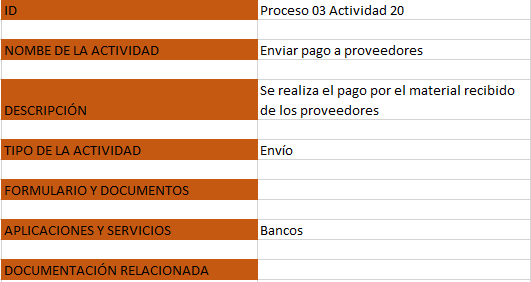 ID Proceso 03 Actividad 20
NOMBE DE LA ACTIVIDAD Enviar pago a proveedores
Se realiza el pago por el material recibido
DESCRIPCIÓN de los proveedores
TIPO DE LA ACTIVIDAD Envío
FORMULARIO Y DOCUMENTOS
APLICACIONES Y SERVICIOS Bancos
DOCUMENTACIÓN RELACIONADA